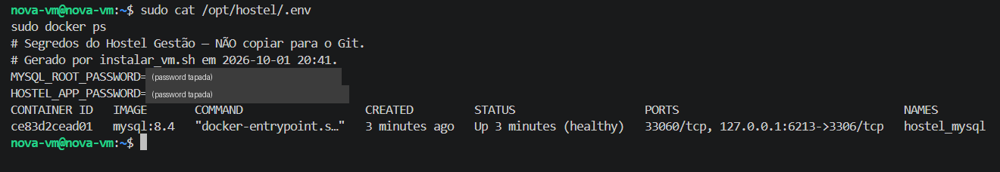 nova-vm@nova-vm:~$ sudo cat /opt/hostel/.env
sudo docker ps
# Segredos do Hostel Gestão — NÃO copiar para o Git.
# Gerado por instalar_vm.sh em 2026-10-01 20:41.
MYSQL_ROOT_PASSWORD= (password tapada)
HOSTEL_APP_PASSWORD= (password tapada)
CONTAINER ID IMAGE COMMAND CREATED STATUS PORTS NAMES
ce83d2cead01 mysql:8.4 "docker-entrypoint.s…" 3 minutes ago Up 3 minutes (healthy) 33060/tcp, 127.0.0.1:6213->3306/tcp hostel_mysql
nova-vm@nova-vm:~$